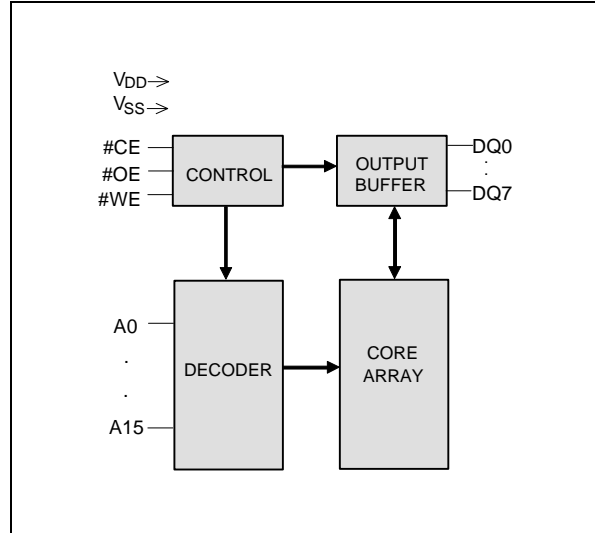 VDD
VSS
#CE
#OE
#WE
CONTROL
OUTPUT
BUFFER
DQ0
.
.
DQ7
A0
.
.
A15
DECODER
CORE
ARRAY